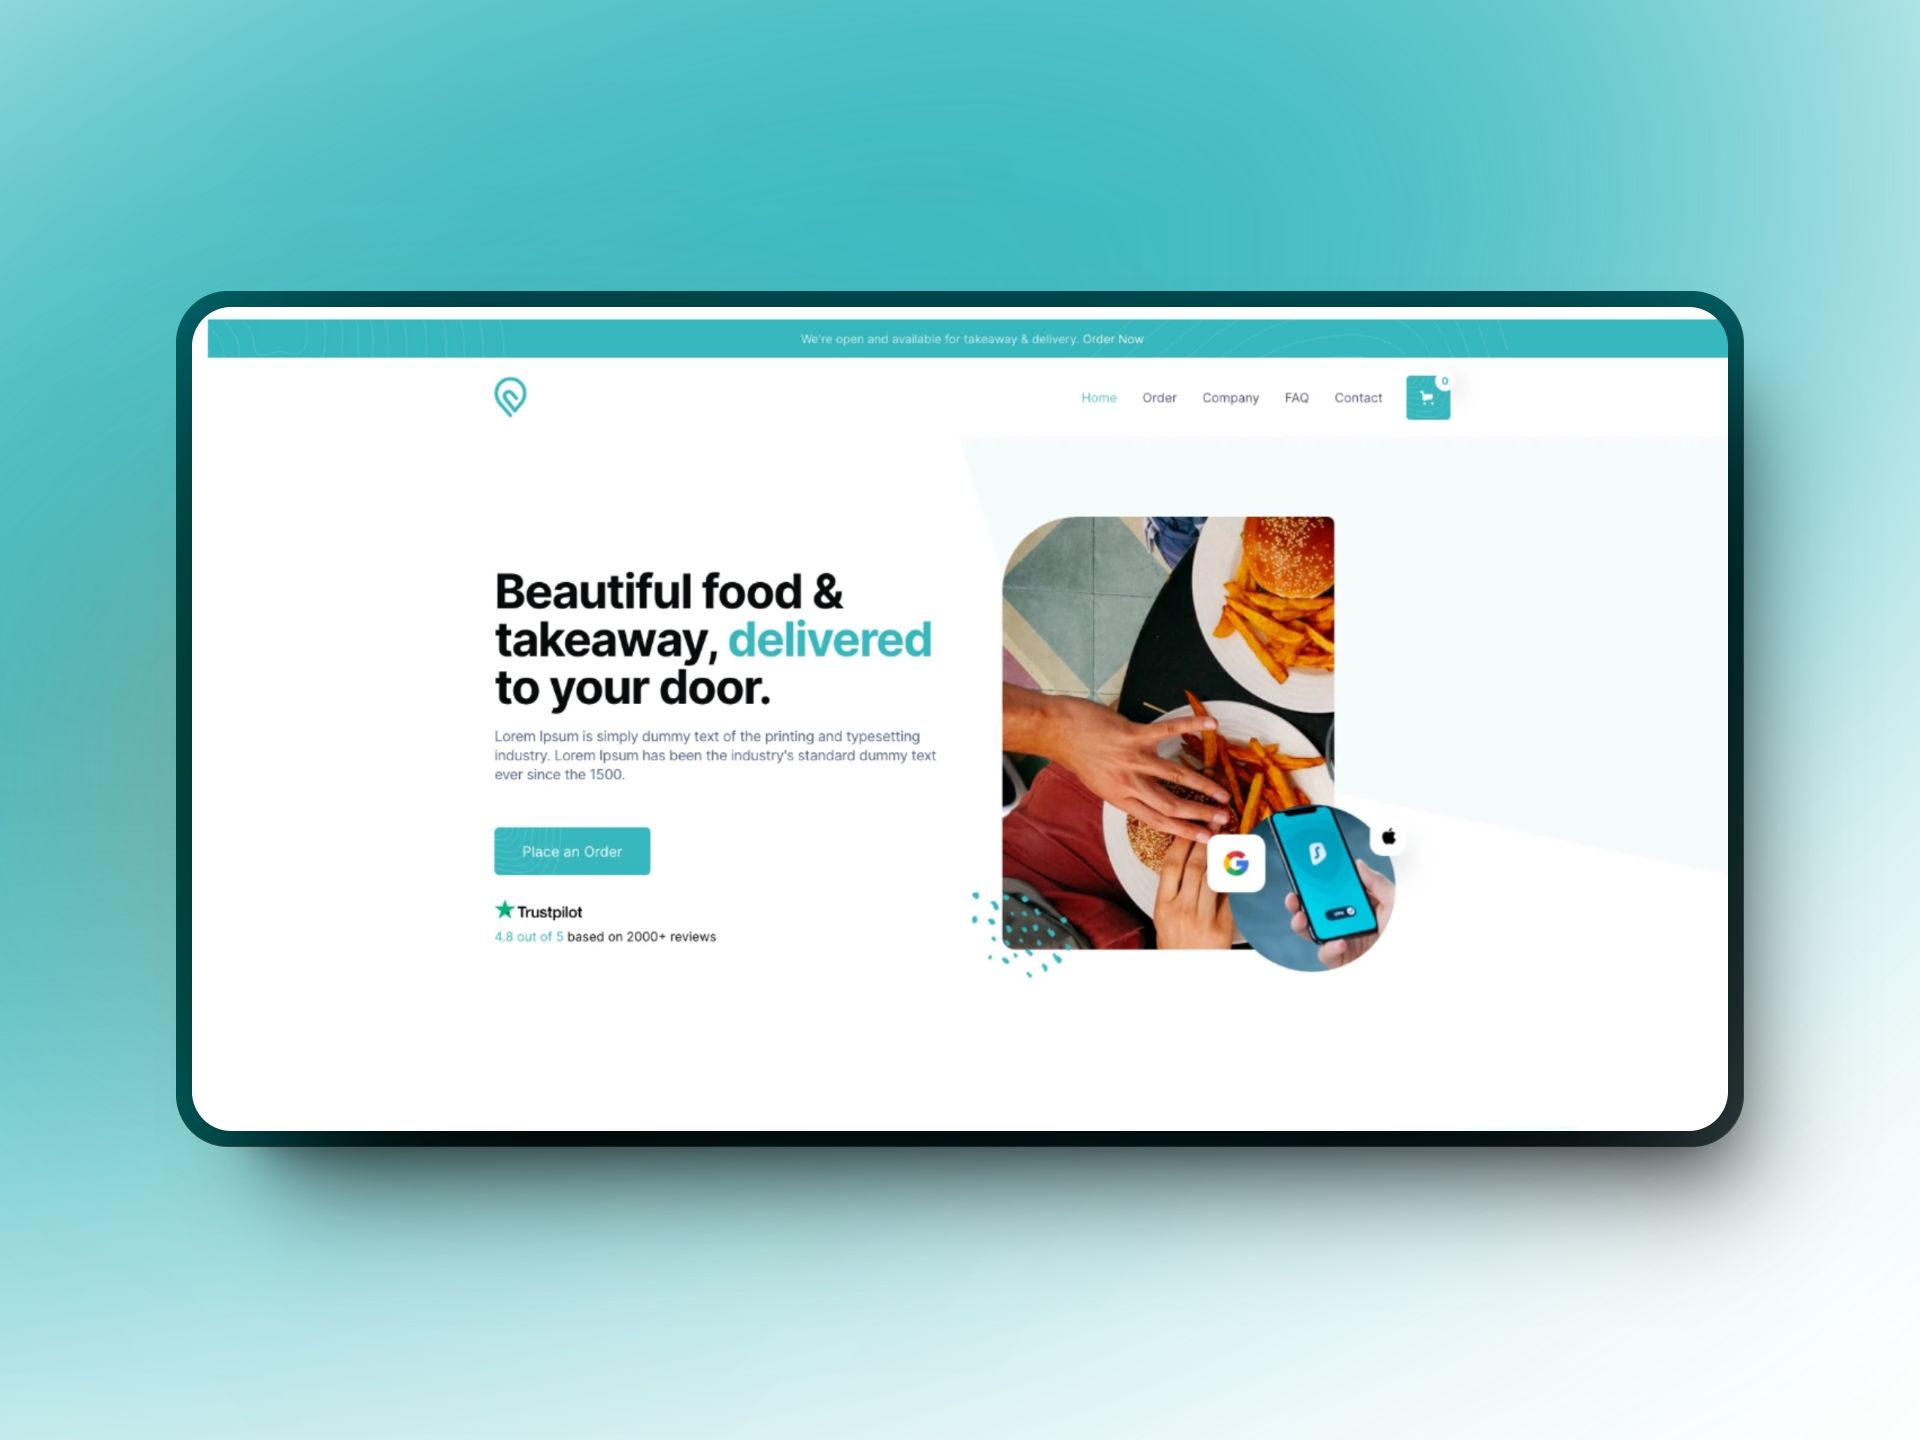 We're open and available for takeaway & delivery. Order Now
Home Order Company FAQ Contact
0
Beautiful food &
takeaway, delivered
to your door.
Lorem Ipsum is simply dummy text of the printing and typesetting
industry. Lorem Ipsum has been the industry's standard dummy text
ever since the 1500.
Place an Order
Trustpilot
4.8 out of 5 based on 2000+ reviews